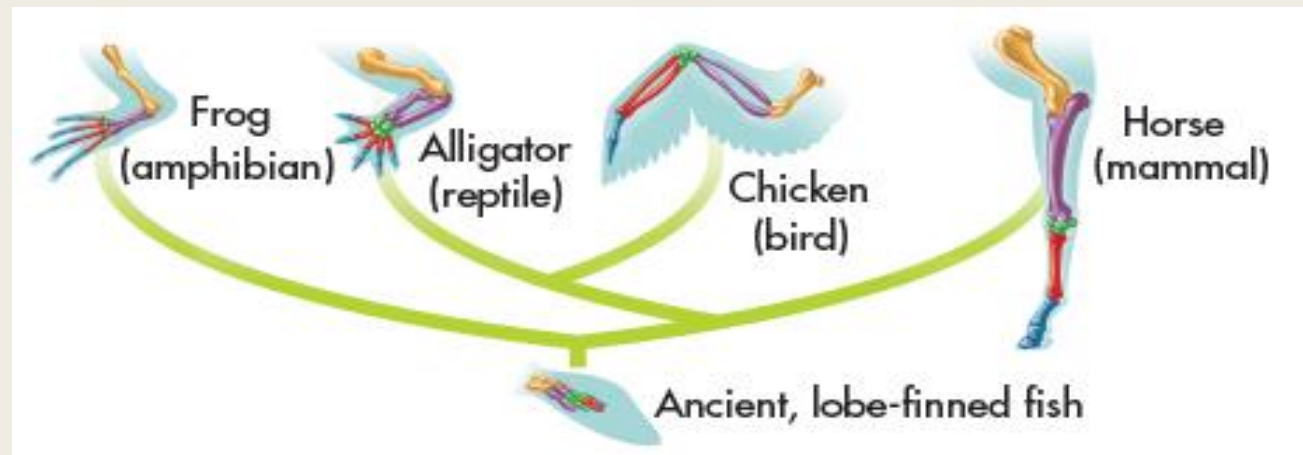 Frog
(amphibian)
Alligator
(reptile)
Chicken
(bird)
Horse
(mammal)
Ancient, lobe-finned fish